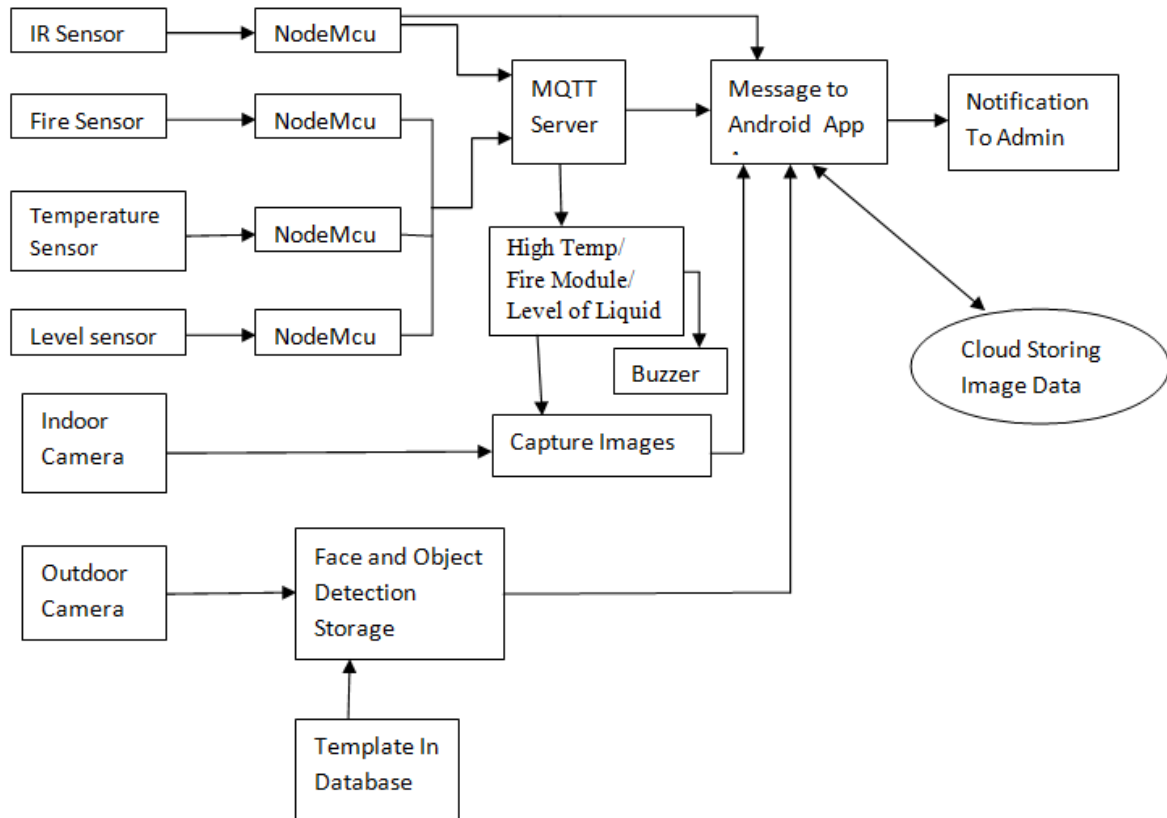 IR Sensor
NodeMcu
Fire Sensor
NodeMcu
MQTT
Server
Message to
Android App
Notification
To Admin
Temperature
Sensor
NodeMcu
High Temp/
Fire Module/
Level of Liquid
Level sensor
NodeMcu
Buzzer
Cloud Storing
Image Data
Indoor
Camera
Capture Images
Outdoor
Camera
Face and Object
Detection
Storage
Template In
Database